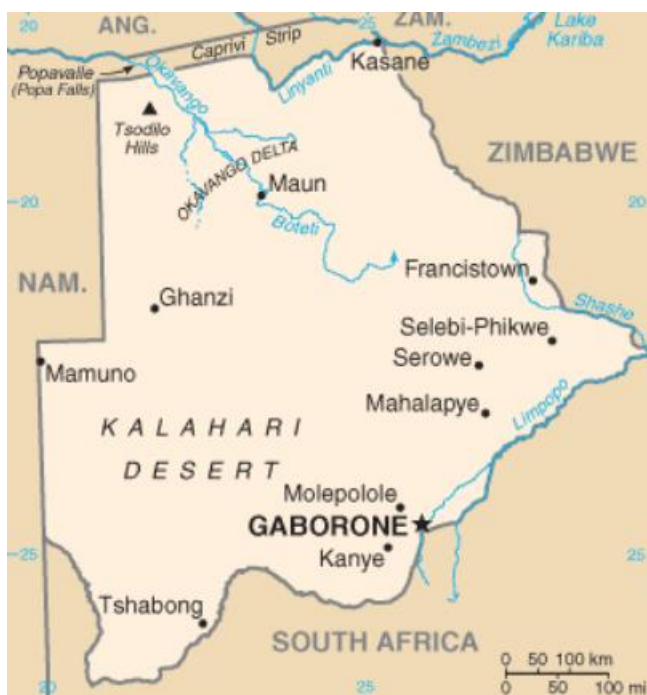 20
ANG.
25
ZAM.
20
Lake
Kariba
Caprivi Strip
Zambezi
Kasane
Popavalle
(Popa Falls)
Okavango
Linyanti
Tsodilo
Hills
ZIMBABWE
OKAVANGO DELTA
Maun
20
20
Boteti
Francistown
NAM.
Ghanzi
Shashe
Selebi-Phikwe
Serowe
Mamuno
Mahalapye
Limpopo
KALAHARI
DESERT
Molepolole
GABORONE
Kanye
25
25
Tshabong
SOUTH AFRICA
0 50 100 km
0 50 100 mi
20
25